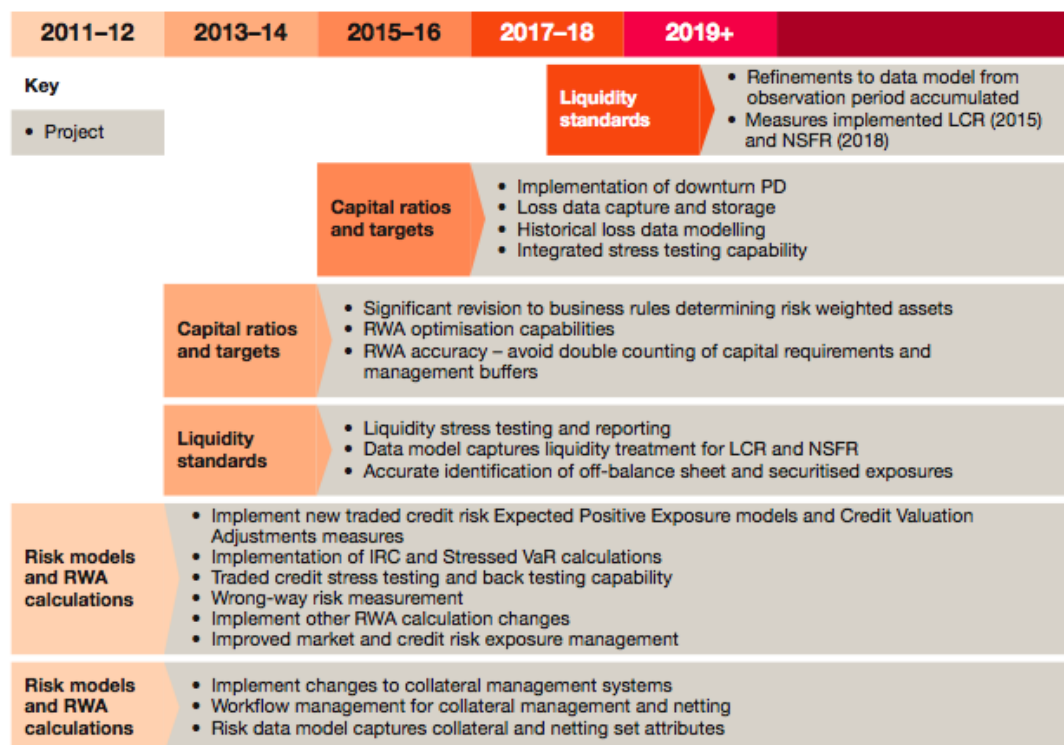 2011–12 2013–14 2015–16 2017–18 2019+
Key
• Project
Liquidity
standards
• Refinements to data model from
observation period accumulated
• Measures implemented LCR (2015)
and NSFR (2018)
Capital ratios
and targets
• Implementation of downturn PD
• Loss data capture and storage
• Historical loss data modelling
• Integrated stress testing capability
Capital ratios
and targets
• Significant revision to business rules determining risk weighted assets
• RWA optimisation capabilities
• RWA accuracy – avoid double counting of capital requirements and
management buffers
Liquidity
standards
• Liquidity stress testing and reporting
• Data model captures liquidity treatment for LCR and NSFR
• Accurate identification of off-balance sheet and securitised exposures
Risk models
and RWA
calculations
• Implement new traded credit risk Expected Positive Exposure models and Credit Valuation
Adjustments measures
• Implementation of IRC and Stressed VaR calculations
• Traded credit stress testing and back testing capability
• Wrong-way risk measurement
• Implement other RWA calculation changes
• Improved market and credit risk exposure management
Risk models
and RWA
calculations
• Implement changes to collateral management systems
• Workflow management for collateral management and netting
• Risk data model captures collateral and netting set attributes